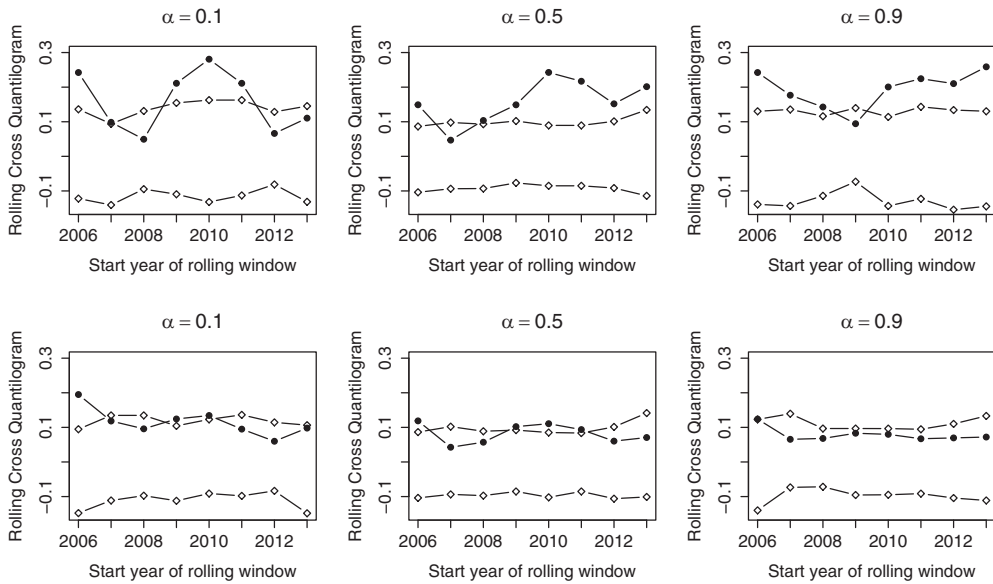 α = 0.1
Rolling Cross Quantilogram
0.3
0.1
−0.1
2006 2008 2010 2012
Start year of rolling window
α = 0.5
Rolling Cross Quantilogram
0.3
0.1
−0.1
2006 2008 2010 2012
Start year of rolling window
α = 0.9
Rolling Cross Quantilogram
0.3
0.1
−0.1
2006 2008 2010 2012
Start year of rolling window
α = 0.1
Rolling Cross Quantilogram
0.3
0.1
−0.1
2006 2008 2010 2012
Start year of rolling window
α = 0.5
Rolling Cross Quantilogram
0.3
0.1
−0.1
2006 2008 2010 2012
Start year of rolling window
α = 0.9
Rolling Cross Quantilogram
0.3
0.1
−0.1
2006 2008 2010 2012
Start year of rolling window